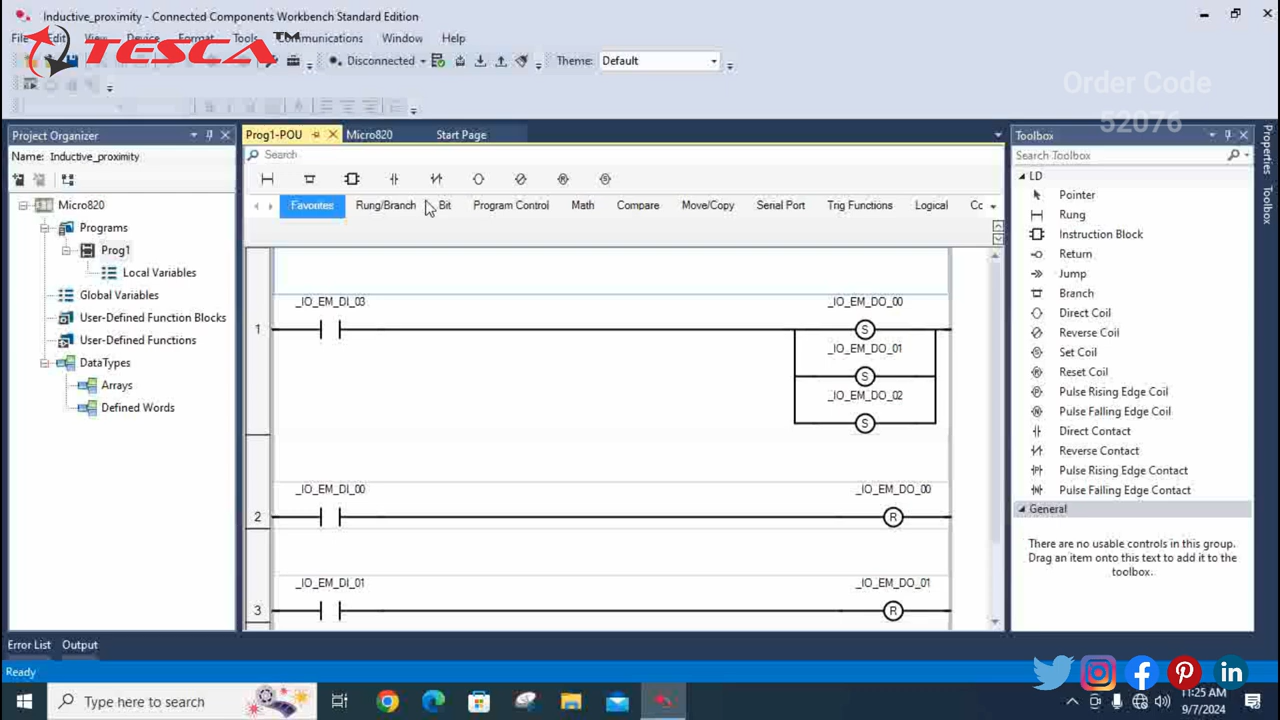 Inductive_proximity - Connected Components Workbench Standard Edition
File Edit View Device Format Tools Communications Window Help
TESCA™
Disconnected
Theme: Default
Order Code
52076
Project Organizer
Name: Inductive_proximity
Micro820
Programs
Prog1
Local Variables
Global Variables
User-Defined Function Blocks
User-Defined Functions
DataTypes
Arrays
Defined Words
Prog1-POU
Micro820
Start Page
Search
Favorites Rung/Branch Bit Program Control Math Compare Move/Copy Serial Port Trig Functions Logical Co
_IO_EM_DI_03 _IO_EM_DO_00
1 S
_IO_EM_DO_01
S
_IO_EM_DO_02
S
_IO_EM_DI_00 _IO_EM_DO_00
2 R
_IO_EM_DI_01 _IO_EM_DO_01
3 R
Toolbox
Search Toolbox
LD
Pointer
Rung
Instruction Block
Return
Jump
Branch
Direct Coil
Reverse Coil
Set Coil
Reset Coil
Pulse Rising Edge Coil
Pulse Falling Edge Coil
Direct Contact
Reverse Contact
Pulse Rising Edge Contact
Pulse Falling Edge Contact
General
There are no usable controls in this group.
Drag an item onto this text to add it to the
toolbox.
Properties
Toolbox
Error List Output
Ready
Type here to search
11:25 AM
9/7/2024